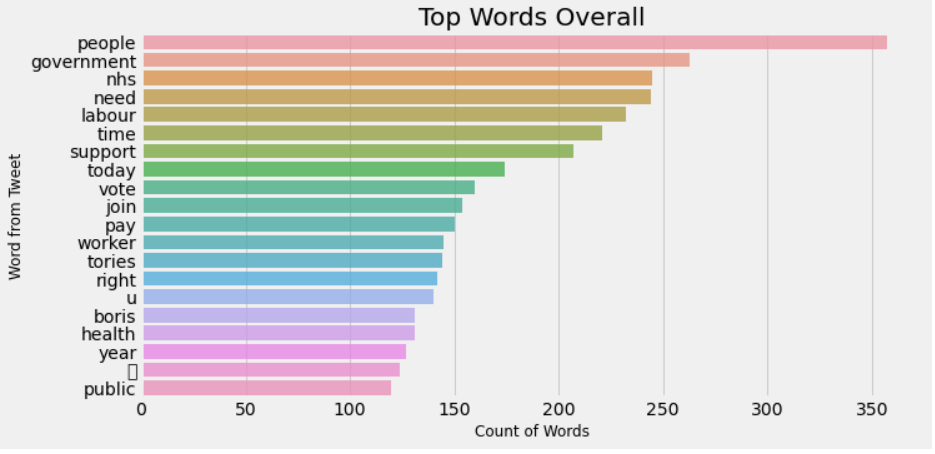 Top Words Overall
people
government
nhs
need
labour
time
support
today
vote
join
pay
worker
tories
right
u
boris
health
year
public
Word from Tweet
0 50 100 150 200 250 300 350
Count of Words